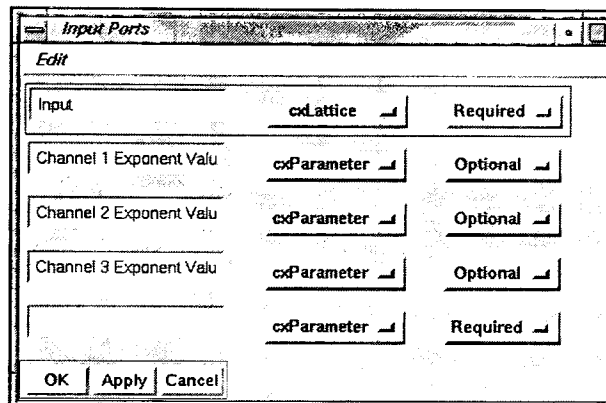 Input Ports
Edit
Input cxLattice Required
Channel 1 Exponent Valu cxParameter Optional
Channel 2 Exponent Valu cxParameter Optional
Channel 3 Exponent Valu cxParameter Optional
cxParameter Required
OK Apply Cancel